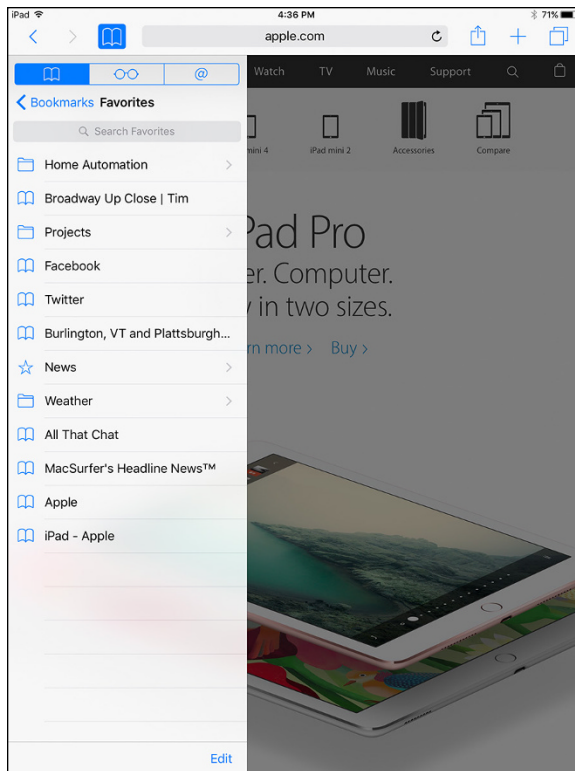 iPad 4:36 PM 71%
apple.com
@ Watch TV Music Support
Bookmarks Favorites
Search Favorites
mini 4 iPad mini 2 Accessories Compare
Home Automation
Broadway Up Close | Tim
Projects
Facebook
Twitter
Burlington, VT and Plattsburgh...
News
Weather
All That Chat
MacSurfer's Headline News™
Apple
iPad - Apple
Pad Pro
er. Computer.
in two sizes.
more > Buy >
Edit